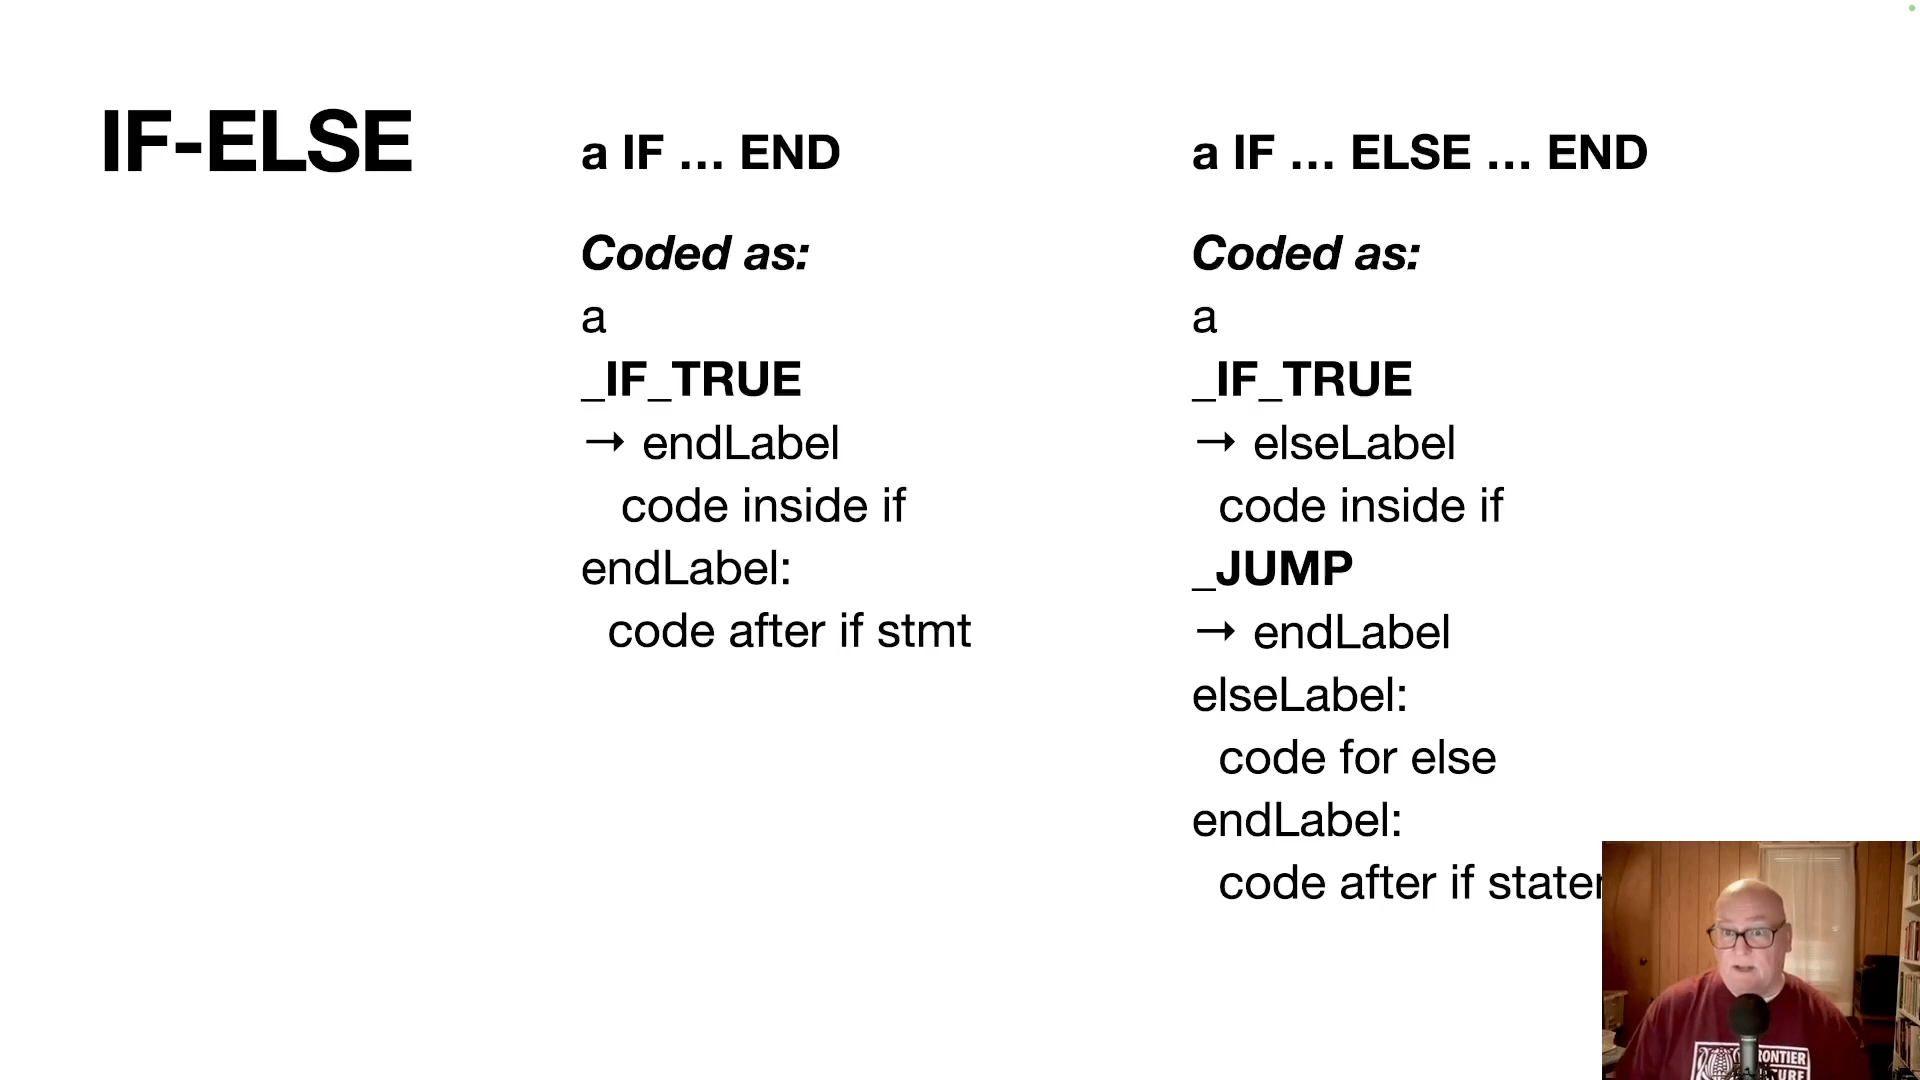 IF-ELSE
a IF … END
Coded as:
a
_IF_TRUE
→ endLabel
code inside if
endLabel:
code after if stmt
a IF … ELSE … END
Coded as:
a
_IF_TRUE
→ elseLabel
code inside if
_JUMP
→ endLabel
elseLabel:
code for else
endLabel:
code after if